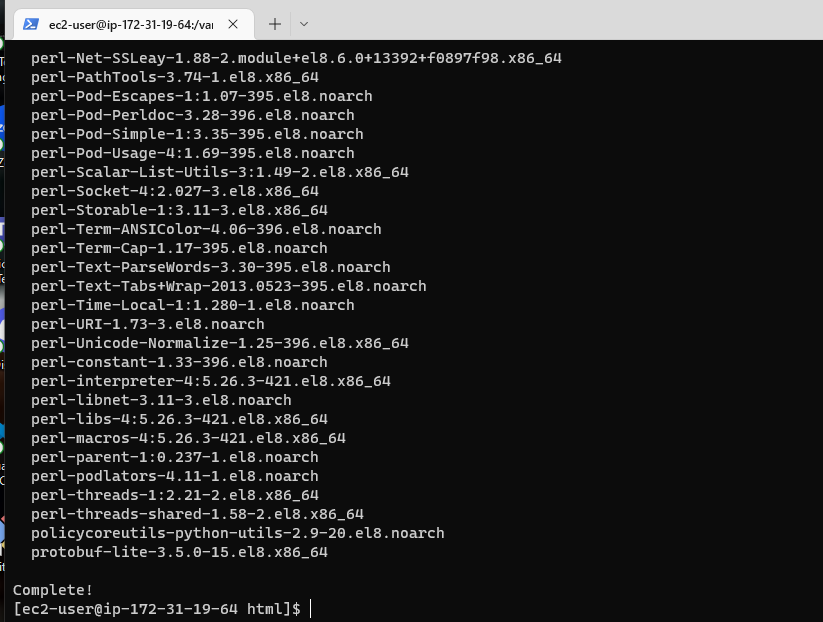 ec2-user@ip-172-31-19-64:/var
perl-Net-SSLeay-1.88-2.module+el8.6.0+13392+f0897f98.x86_64
perl-PathTools-3.74-1.el8.x86_64
perl-Pod-Escapes-1:1.07-395.el8.noarch
perl-Pod-Perldoc-3.28-396.el8.noarch
perl-Pod-Simple-1:3.35-395.el8.noarch
perl-Pod-Usage-4:1.69-395.el8.noarch
perl-Scalar-List-Utils-3:1.49-2.el8.x86_64
perl-Socket-4:2.027-3.el8.x86_64
perl-Storable-1:3.11-3.el8.x86_64
perl-Term-ANSIColor-4.06-396.el8.noarch
perl-Term-Cap-1.17-395.el8.noarch
perl-Text-ParseWords-3.30-395.el8.noarch
perl-Text-Tabs+Wrap-2013.0523-395.el8.noarch
perl-Time-Local-1:1.280-1.el8.noarch
perl-URI-1.73-3.el8.noarch
perl-Unicode-Normalize-1.25-396.el8.x86_64
perl-constant-1.33-396.el8.noarch
perl-interpreter-4:5.26.3-421.el8.x86_64
perl-libnet-3.11-3.el8.noarch
perl-libs-4:5.26.3-421.el8.x86_64
perl-macros-4:5.26.3-421.el8.x86_64
perl-parent-1:0.237-1.el8.noarch
perl-podlators-4.11-1.el8.noarch
perl-threads-1:2.21-2.el8.x86_64
perl-threads-shared-1.58-2.el8.x86_64
policycoreutils-python-utils-2.9-20.el8.noarch
protobuf-lite-3.5.0-15.el8.x86_64
Complete!
[ec2-user@ip-172-31-19-64 html]$